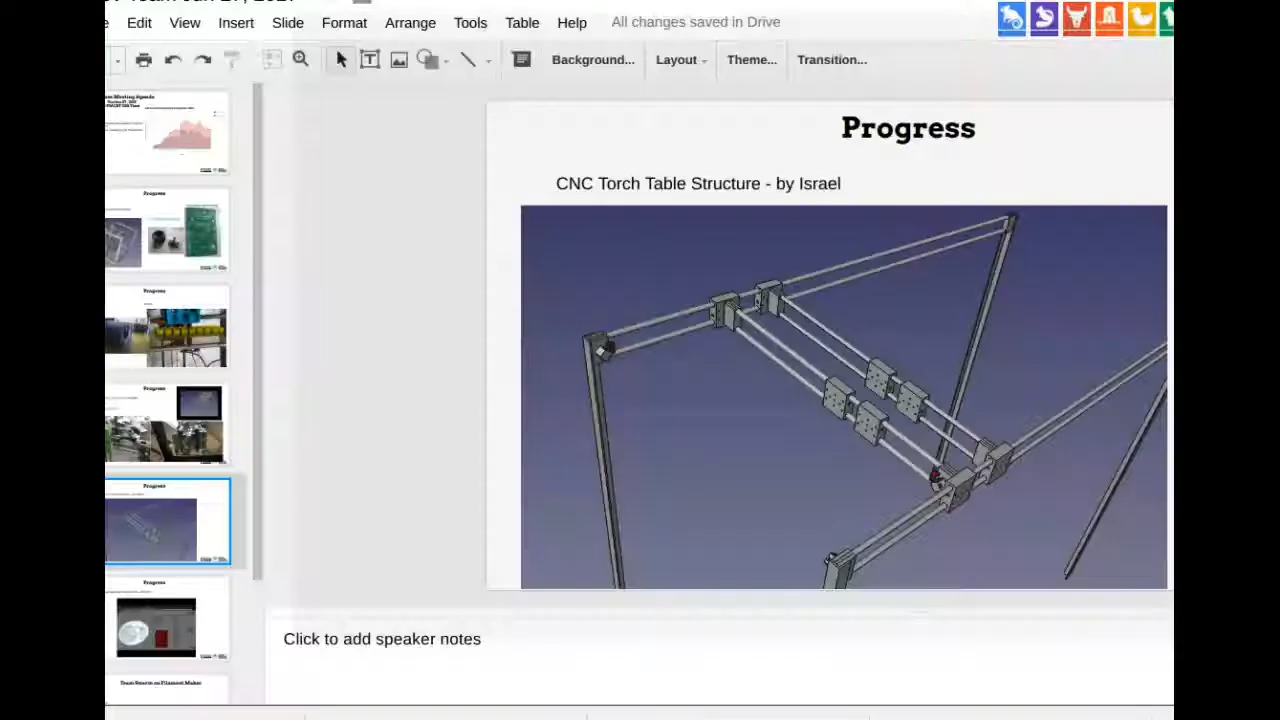 Edit View Insert Slide Format Arrange Tools Table Help All changes saved in Drive
Background... Layout Theme... Transition...
Progress
CNC Torch Table Structure - by Israel
Progress
Progress
Progress
Progress
Progress
Click to add speaker notes